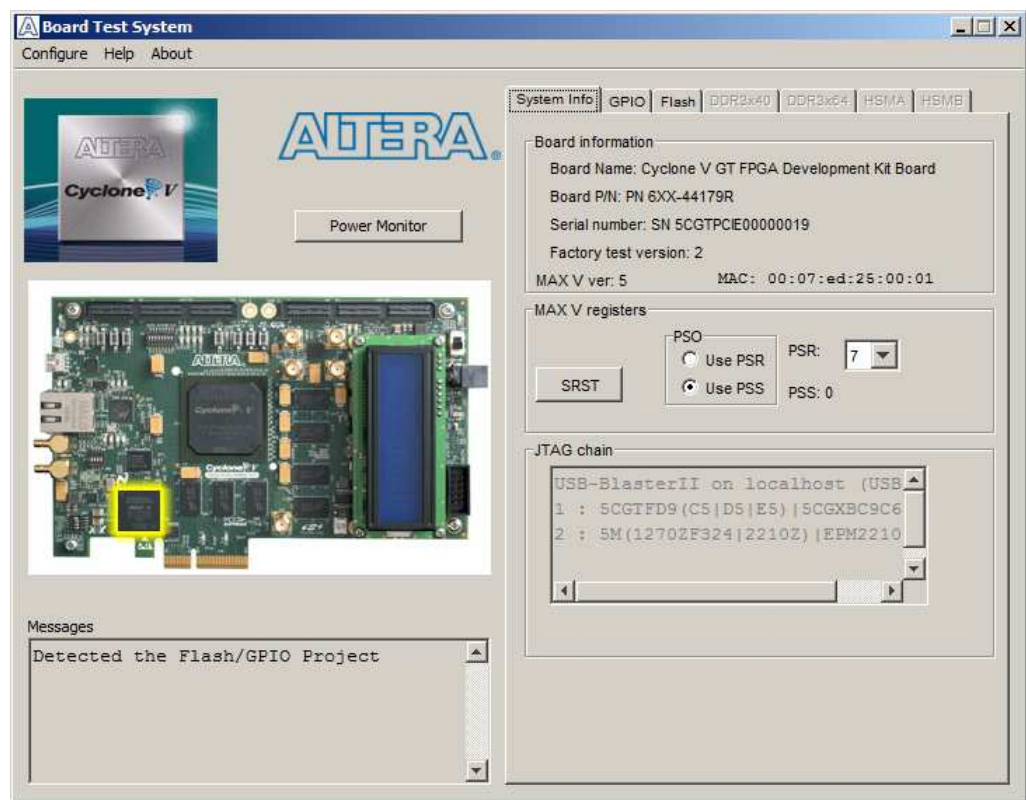 Board Test System
Configure Help About
ALTERA
Cyclone V
ALTERA®
Power Monitor
ALTERA
Cyclone V
Cyclone V
Messages
Detected the Flash/GPIO Project
System Info GPIO Flash DDR3x40 DDR3x64 HSMA HSMB
Board information
Board Name: Cyclone V GT FPGA Development Kit Board
Board P/N: PN 6XX-44179R
Serial number: SN 5CGTPCIE00000019
Factory test version: 2
MAX V ver: 5 MAC: 00:07:ed:25:00:01
MAX V registers
SRST
PSO
Use PSR
Use PSS
PSR: 7
PSS: 0
JTAG chain
USB-BlasterII on localhost (USB
1 : 5CGTFD9(C5|D5|E5)|5CGXBC9C6
2 : 5M(1270ZF324|2210Z)|EPM2210